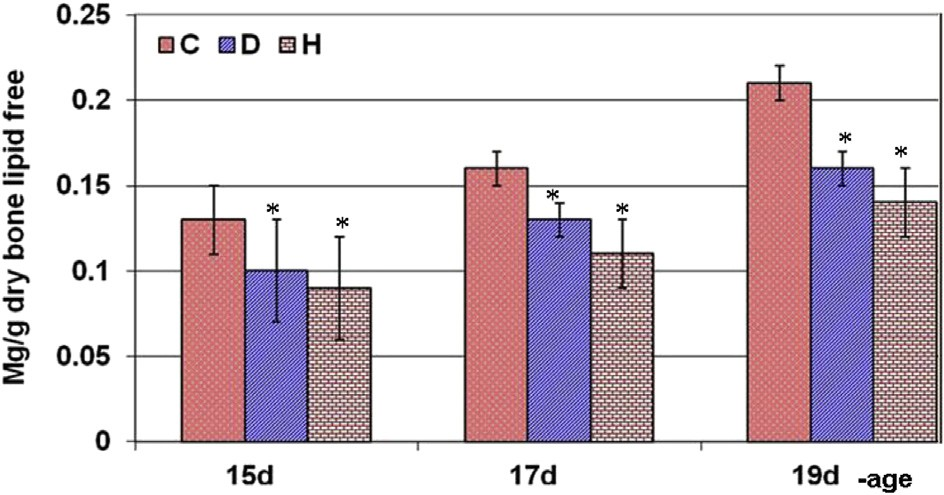 Mg/g dry bone lipid free
0.25
0.2
0.15
0.1
0.05
0
C D H
* * * * * *
15d 17d 19d -age